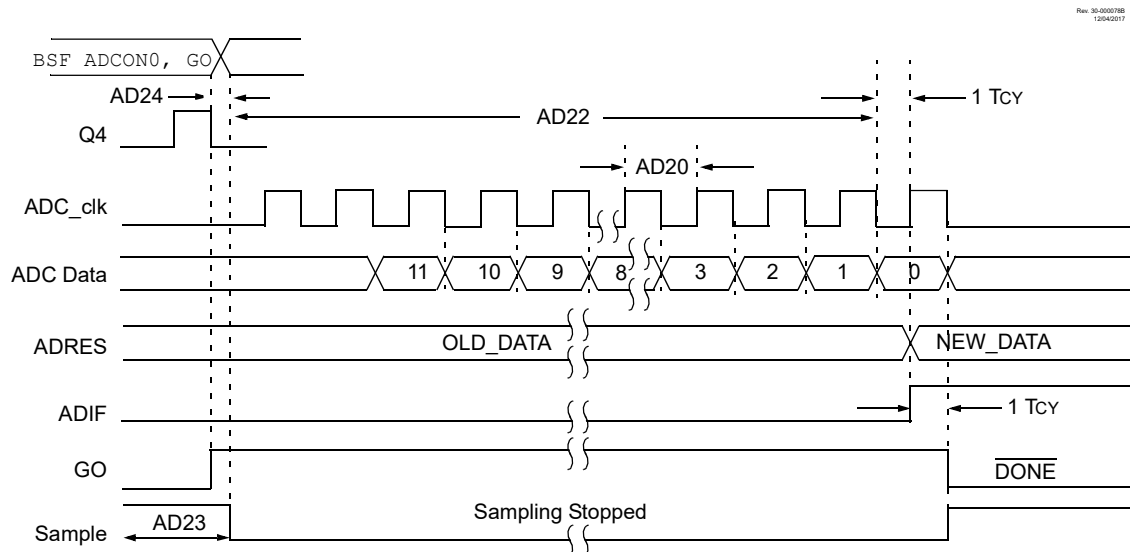 Rev. 30-000078B
12/04/2017
BSF ADCON0, GO
AD24
1 TCY
AD22
Q4
AD20
ADC_clk
ADC Data 11 10 9 8 3 2 1 0
ADRES OLD_DATA NEW_DATA
ADIF 1 TCY
GO DONE
Sampling Stopped
AD23
Sample